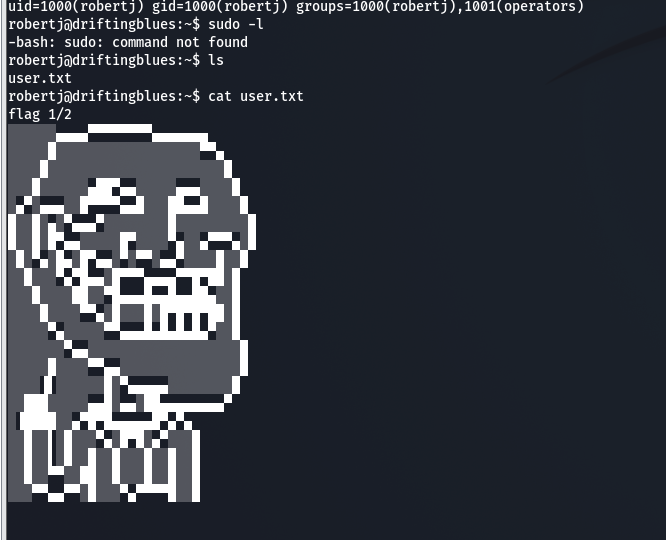 uid=1000(robertj) gid=1000(robertj) groups=1000(robertj),1001(operators)
robertj@driftingblues:~$ sudo -l
-bash: sudo: command not found
robertj@driftingblues:~$ ls
user.txt
robertj@driftingblues:~$ cat user.txt
flag 1/2